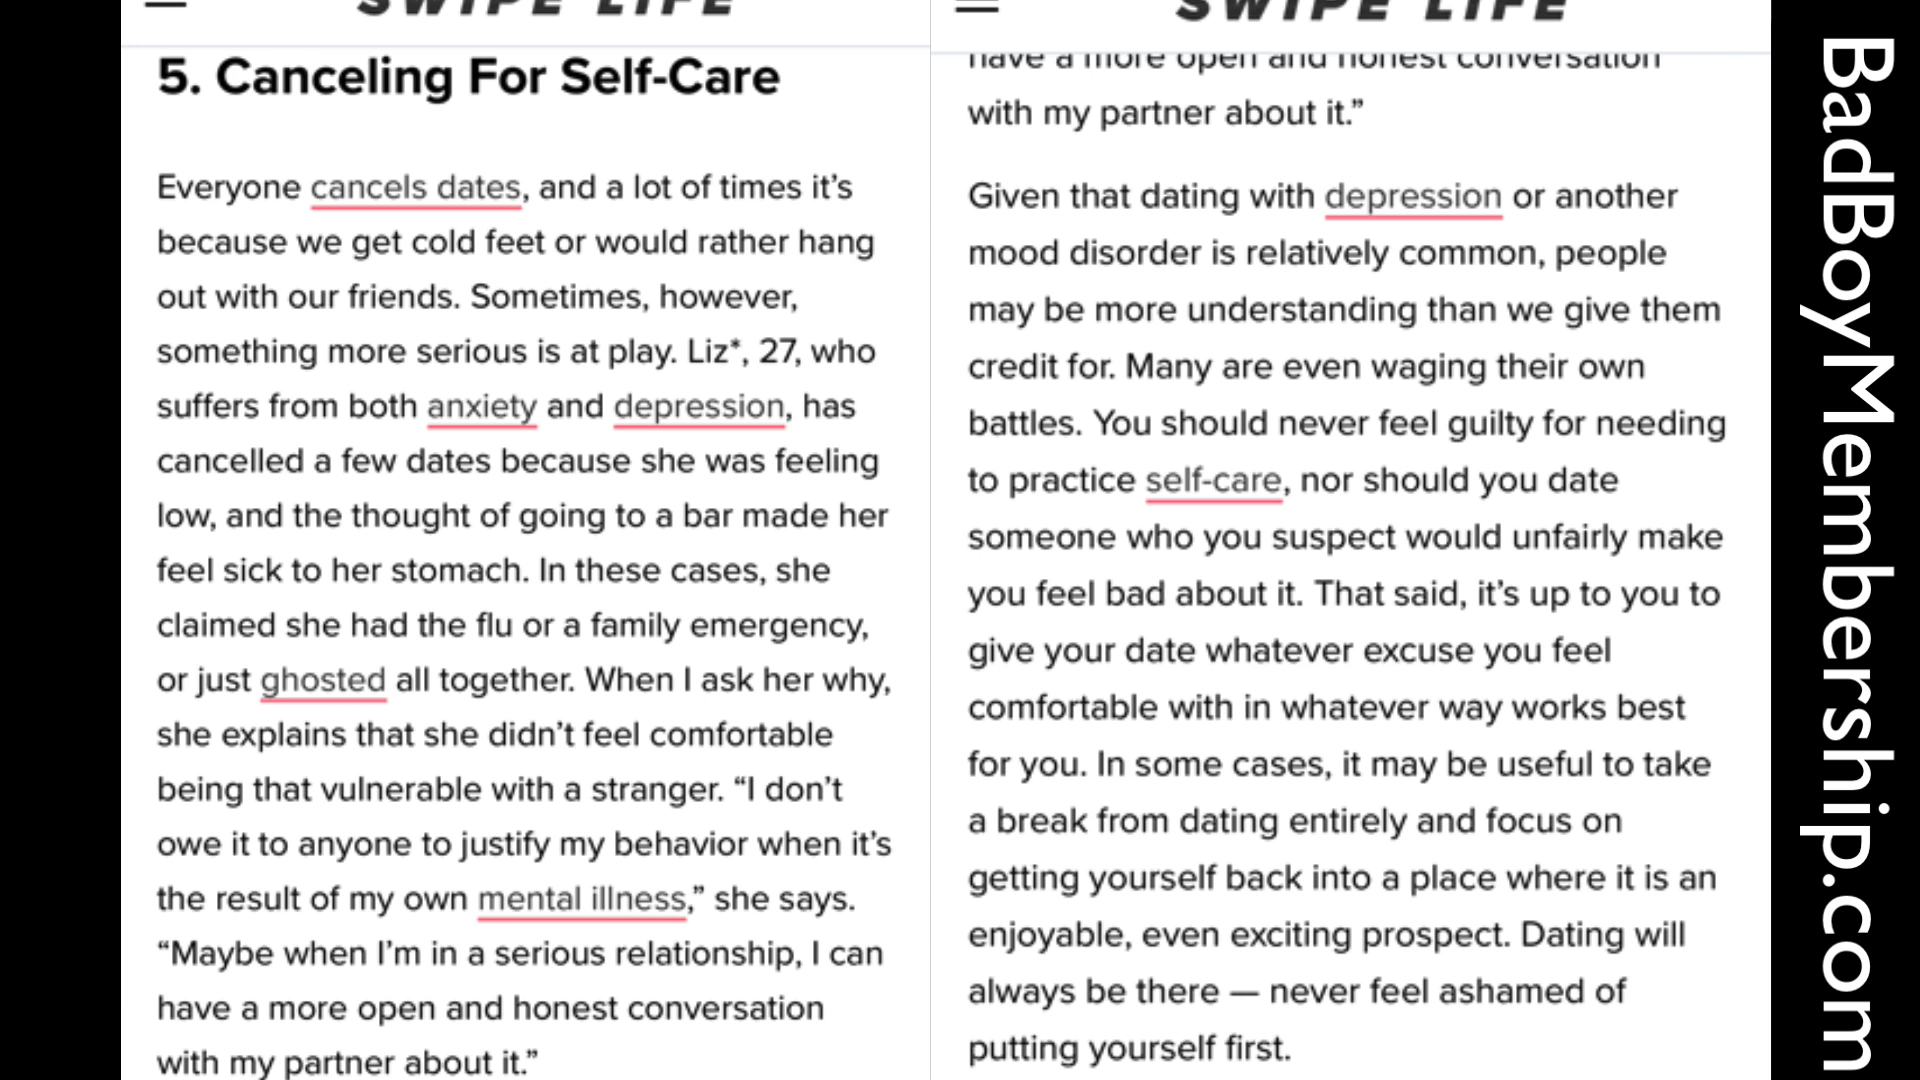 SWIPE LIFE
5. Canceling For Self-Care
Everyone cancels dates, and a lot of times it’s
because we get cold feet or would rather hang
out with our friends. Sometimes, however,
something more serious is at play. Liz*, 27, who
suffers from both anxiety and depression, has
cancelled a few dates because she was feeling
low, and the thought of going to a bar made her
feel sick to her stomach. In these cases, she
claimed she had the flu or a family emergency,
or just ghosted all together. When I ask her why,
she explains that she didn’t feel comfortable
being that vulnerable with a stranger. “I don’t
owe it to anyone to justify my behavior when it’s
the result of my own mental illness,” she says.
“Maybe when I’m in a serious relationship, I can
have a more open and honest conversation
with my partner about it.”
SWIPE LIFE
have a more open and honest conversation
with my partner about it.”
Given that dating with depression or another
mood disorder is relatively common, people
may be more understanding than we give them
credit for. Many are even waging their own
battles. You should never feel guilty for needing
to practice self-care, nor should you date
someone who you suspect would unfairly make
you feel bad about it. That said, it’s up to you to
give your date whatever excuse you feel
comfortable with in whatever way works best
for you. In some cases, it may be useful to take
a break from dating entirely and focus on
getting yourself back into a place where it is an
enjoyable, even exciting prospect. Dating will
always be there — never feel ashamed of
putting yourself first.
BadBoyMembership.com